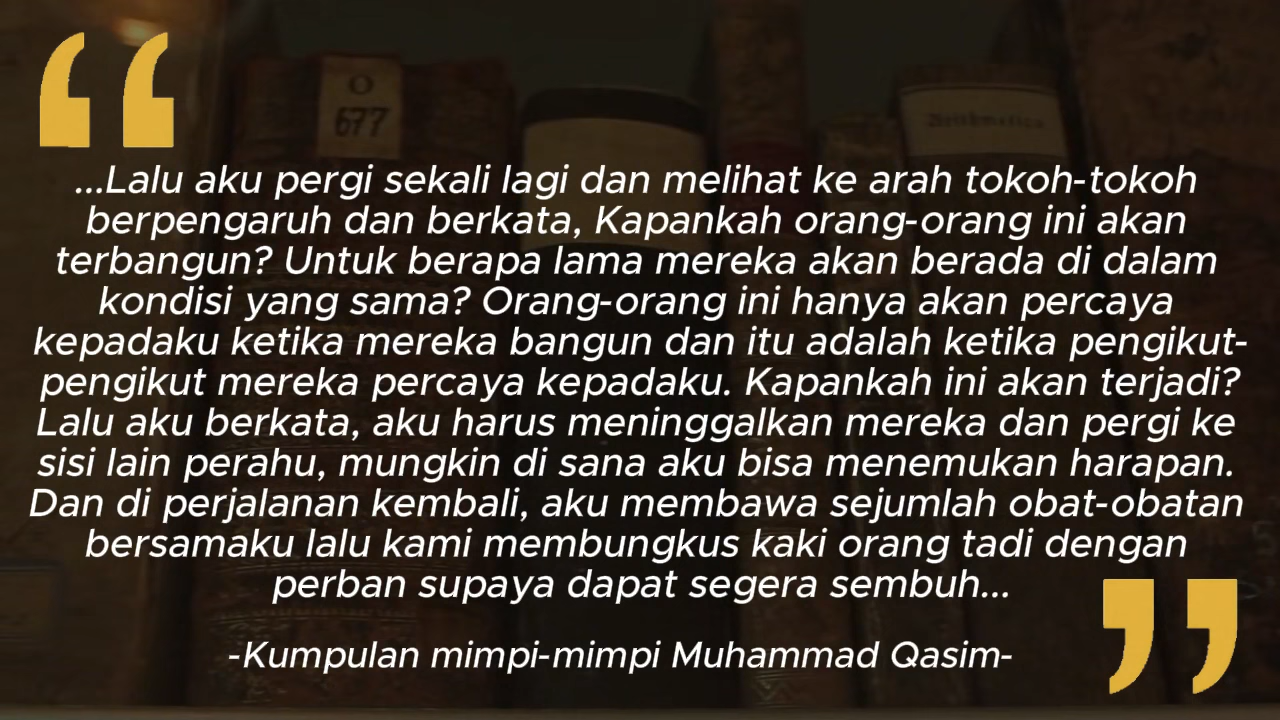 O
677
“
...Lalu aku pergi sekali lagi dan melihat ke arah tokoh-tokoh
berpengaruh dan berkata, Kapankah orang-orang ini akan
terbangun? Untuk berapa lama mereka akan berada di dalam
kondisi yang sama? Orang-orang ini hanya akan percaya
kepadaku ketika mereka bangun dan itu adalah ketika pengikut-
pengikut mereka percaya kepadaku. Kapankah ini akan terjadi?
Lalu aku berkata, aku harus meninggalkan mereka dan pergi ke
sisi lain perahu, mungkin di sana aku bisa menemukan harapan.
Dan di perjalanan kembali, aku membawa sejumlah obat-obatan
bersamaku lalu kami membungkus kaki orang tadi dengan
perban supaya dapat segera sembuh...
”
-Kumpulan mimpi-mimpi Muhammad Qasim-